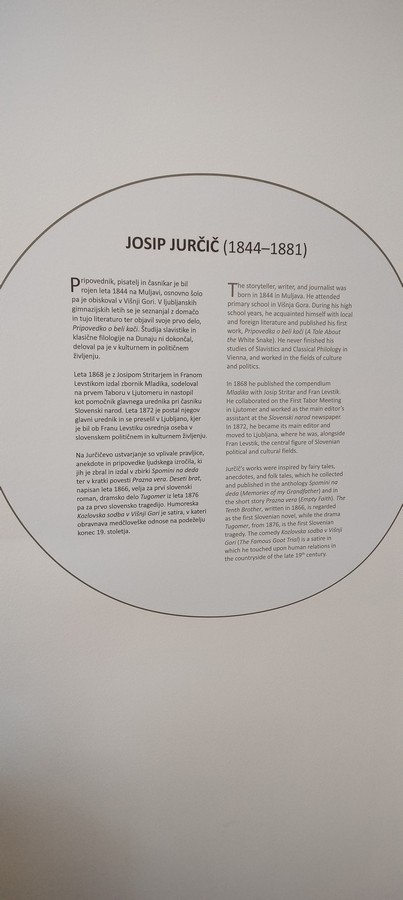 JOSIP JURČIČ (1844–1881)
Pripovednik, pisatelj in časnikar je bil
rojen leta 1844 na Muljavi, osnovno šolo
pa je obiskoval v Višnji Gori. V ljubljanskih
gimnazijskih letih se je seznanjal z domačo
in tujo literaturo ter objavil svoje prvo delo,
Pripovedko o beli kači. Študija slavistike in
klasične filologije na Dunaju ni dokončal,
deloval pa je v kulturnem in političnem
življenju.
Leta 1868 je z Josipom Stritarjem in Franom
Levstikom izdal zbornik Mladika, sodeloval
na prvem Taboru v Ljutomeru in nastopil
kot pomočnik glavnega urednika pri časniku
Slovenski narod. Leta 1872 je postal njegov
glavni urednik in se preselil v Ljubljano, kjer
je bil ob Franu Levstiku osrednja oseba v
slovenskem političnem in kulturnem življenju.
Na Jurčičevo ustvarjanje so vplivale pravljice,
anekdote in pripovedke ljudskega izročila, ki
jih je zbral in izdal v zbirki Spomini na deda
ter v kratki povesti Prazna vera. Deseti brat,
napisan leta 1866, velja za prvi slovenski
roman, dramsko delo Tugomer iz leta 1876
pa za prvo slovensko tragedijo. Humoreska
Kozlovska sodba v Višnji Gori je satira, v kateri
obravnava medčloveške odnose na podeželju
konec 19. stoletja.
The storyteller, writer, and journalist was
born in 1844 in Muljava. He attended
primary school in Višnja Gora. During his high
school years, he acquainted himself with local
and foreign literature and published his first
work, Pripovedko o beli kači (A Tale About
the White Snake). He never finished his
studies of Slavistics and Classical Philology in
Vienna, and worked in the fields of culture
and politics.
In 1868 he published the compendium
Mladika with Josip Stritar and Fran Levstik.
He collaborated on the First Tabor Meeting
in Ljutomer and worked as the main editor's
assistant at the Slovenski narod newspaper.
In 1872, he became its main editor and
moved to Ljubljana, where he was, alongside
Fran Levstik, the central figure of Slovenian
political and cultural fields.
Jurčič's works were inspired by fairy tales,
anecdotes, and folk tales, which he collected
and published in the anthology Spomini na
deda (Memories of my Grandfather) and in
the short story Prazna vera (Empty Faith). The
Tenth Brother, written in 1866, is regarded
as the first Slovenian novel, while the drama
Tugomer, from 1876, is the first Slovenian
tragedy. The comedy Kozlovska sodba v Višnji
Gori (The Famous Goat Trial) is a satire in
which he touched upon human relations in
the countryside of the late 19th century.